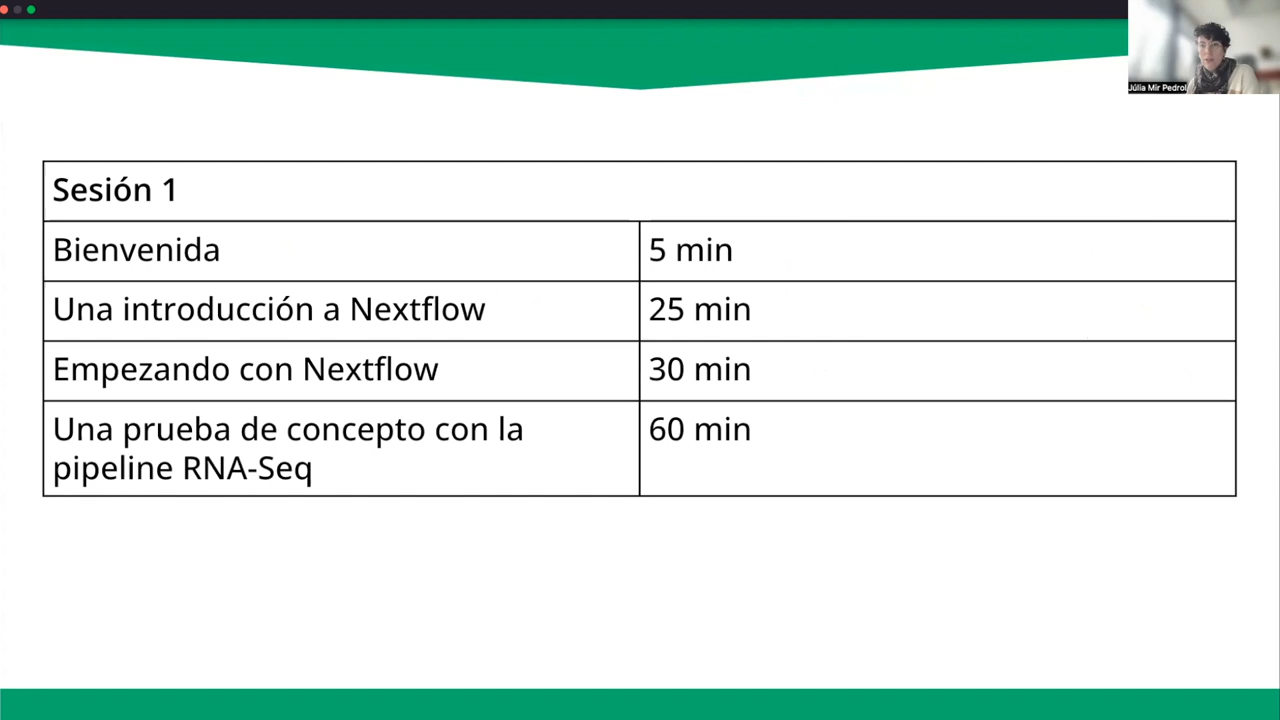 Júlia Mir Pedrol
Sesión 1
Bienvenida 5 min
Una introducción a Nextflow 25 min
Empezando con Nextflow 30 min
Una prueba de concepto con la 60 min
pipeline RNA-Seq